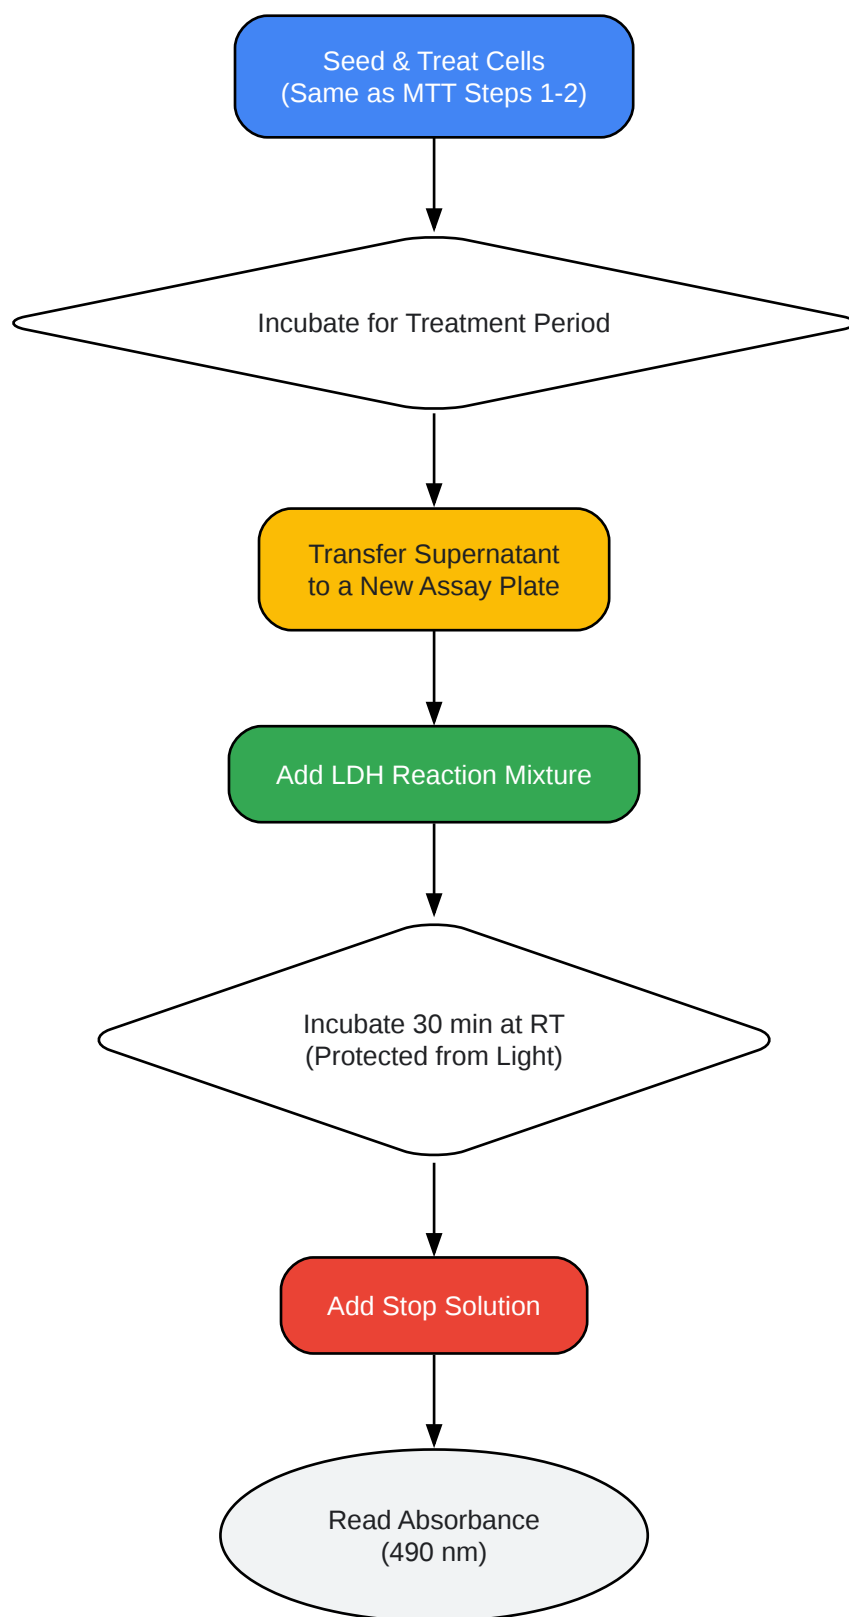 Seed & Treat Cells
(Same as MTT Steps 1-2)
Incubate for Treatment Period
Transfer Supernatant
to a New Assay Plate
Add LDH Reaction Mixture
Incubate 30 min at RT
(Protected from Light)
Add Stop Solution
Read Absorbance
(490 nm)